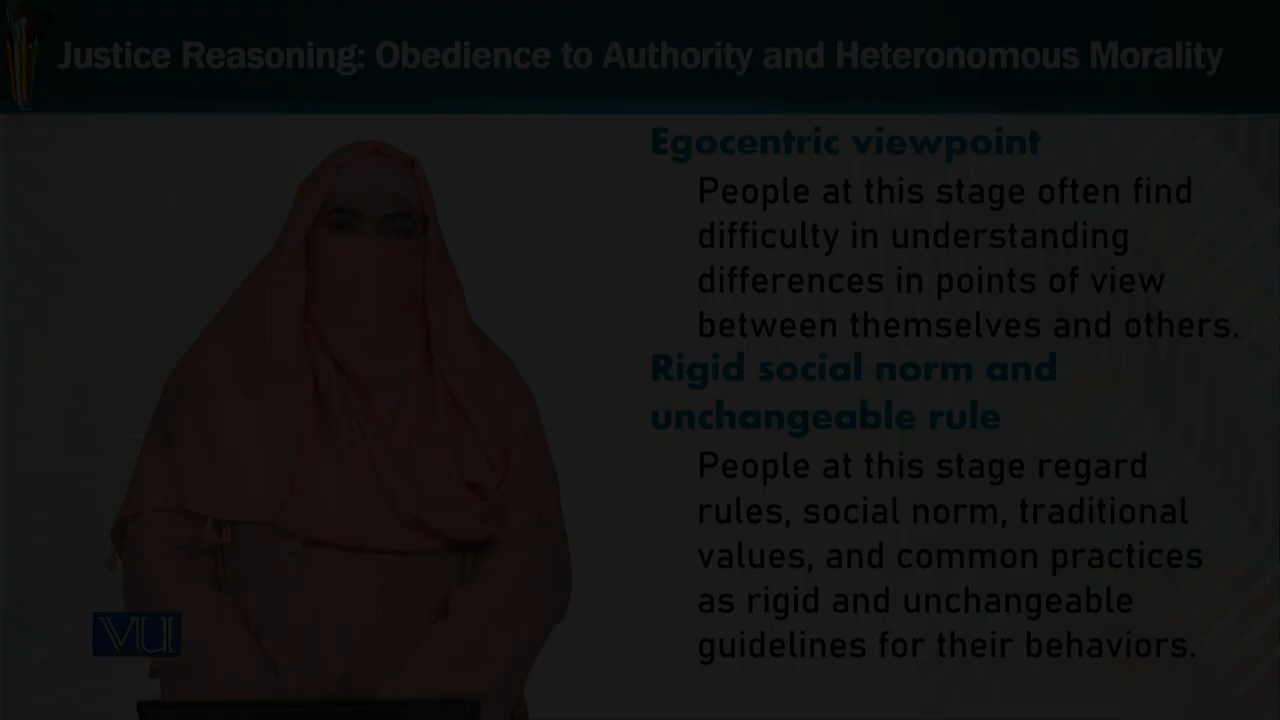 Justice Reasoning: Obedience to Authority and Heteronomous Morality
Egocentric viewpoint
People at this stage often find
difficulty in understanding
differences in points of view
between themselves and others.
Rigid social norm and
unchangeable rule
People at this stage regard
rules, social norm, traditional
values, and common practices
as rigid and unchangeable
guidelines for their behaviors.
VU